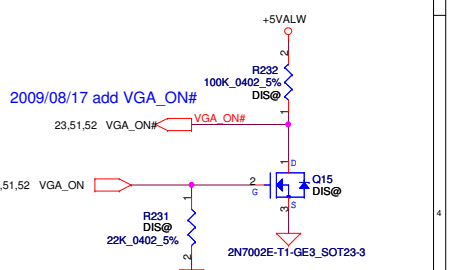 +5VALW
2
R232
100K_0402_5%
DIS@
1
2009/08/17 add VGA_ON#
VGA_ON#
23,51,52 VGA_ON#
1
D
,51,52 VGA_ON
2
G
Q15
DIS@
S
3
1
R231
DIS@
22K_0402_5%
2
2N7002E-T1-GE3_SOT23-3
4